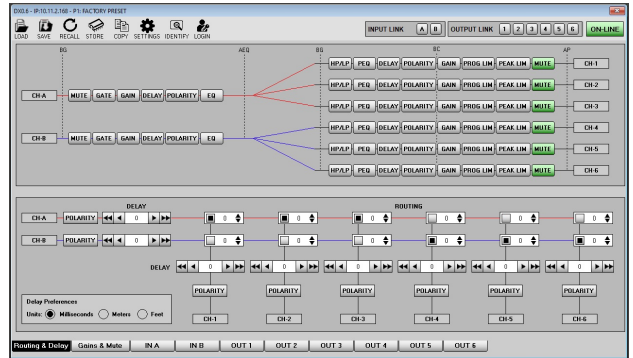 DX0.6 - IP:10.11.2.168 - P1: FACTORY PRESET
LOAD SAVE RECALL STORE COPY SETTINGS IDENTIFY LOGIN
INPUT LINK A B OUTPUT LINK 1 2 3 4 5 6 ON-LINE
BG AEQ BG BC AP
HP/LP PEQ DELAY POLARITY GAIN PROG LIM PEAK LIM MUTE CH-1
HP/LP PEQ DELAY POLARITY GAIN PROG LIM PEAK LIM MUTE CH-2
CH-A MUTE GATE GAIN DELAY POLARITY EQ
HP/LP PEQ DELAY POLARITY GAIN PROG LIM PEAK LIM MUTE CH-3
HP/LP PEQ DELAY POLARITY GAIN PROG LIM PEAK LIM MUTE CH-4
CH-B MUTE GATE GAIN DELAY POLARITY EQ
HP/LP PEQ DELAY POLARITY GAIN PROG LIM PEAK LIM MUTE CH-5
HP/LP PEQ DELAY POLARITY GAIN PROG LIM PEAK LIM MUTE CH-6
DELAY ROUTING
CH-A POLARITY 0 0 0 0 0 0 0
CH-B POLARITY 0 0 0 0 0 0 0
DELAY 0 0 0 0 0 0
POLARITY POLARITY POLARITY POLARITY POLARITY POLARITY
Delay Preferences
Units: Milliseconds Meters Feet
CH-1 CH-2 CH-3 CH-4 CH-5 CH-6
Routing & Delay Gains & Mute IN A IN B OUT 1 OUT 2 OUT 3 OUT 4 OUT 5 OUT 6